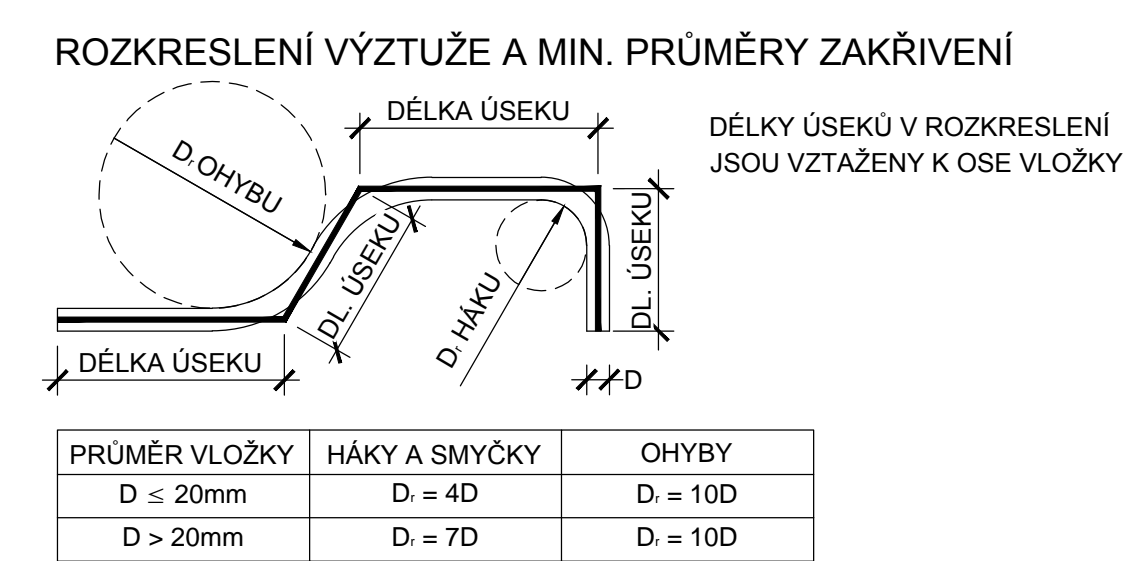 ROZKRESLENÍ VÝZTUŽE A MIN. PRŮMĚRY ZAKŘIVENÍ
DÉLKA ÚSEKU
DÉLKY ÚSEKŮ V ROZKRESLENÍ
JSOU VZTAŽENY K OSE VLOŽKY
Dr OHYBU
DL. ÚSEKU
Dr HÁKU
DL. ÚSEKU
DÉLKA ÚSEKU
D
PRŮMĚR VLOŽKY HÁKY A SMYČKY OHYBY
D ≤ 20mm Dr = 4D Dr = 10D
D > 20mm Dr = 7D Dr = 10D